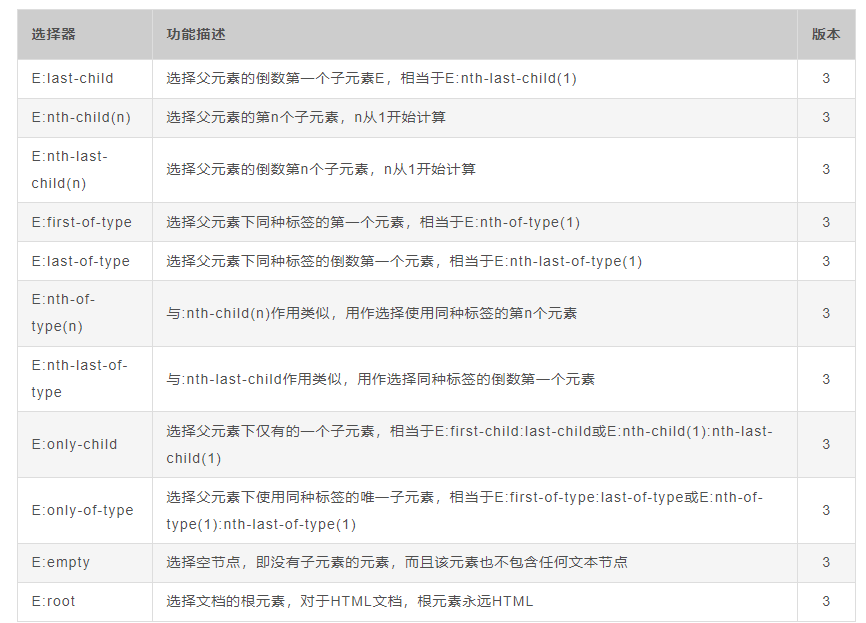 选择器 功能描述 版本
E:last-child 选择父元素的倒数第一个子元素E，相当于E:nth-last-child(1) 3
E:nth-child(n) 选择父元素的第n个子元素，n从1开始计算 3
E:nth-last-
child(n)
选择父元素的倒数第n个子元素，n从1开始计算 3
E:first-of-type 选择父元素下同种标签的第一个元素，相当于E:nth-of-type(1) 3
E:last-of-type 选择父元素下同种标签的倒数第一个元素，相当于E:nth-last-of-type(1) 3
E:nth-of-
type(n)
与:nth-child(n)作用类似，用作选择使用同种标签的第n个元素 3
E:nth-last-of-
type
与:nth-last-child作用类似，用作选择同种标签的倒数第一个元素 3
E:only-child
选择父元素下仅有的一个子元素，相当于E:first-child:last-child或E:nth-child(1):nth-last-
child(1)
3
E:only-of-type
选择父元素下使用同种标签的唯一子元素，相当于E:first-of-type:last-of-type或E:nth-of-
type(1):nth-last-of-type(1)
3
E:empty 选择空节点，即没有子元素的元素，而且该元素也不包含任何文本节点 3
E:root 选择文档的根元素，对于HTML文档，根元素永远HTML 3